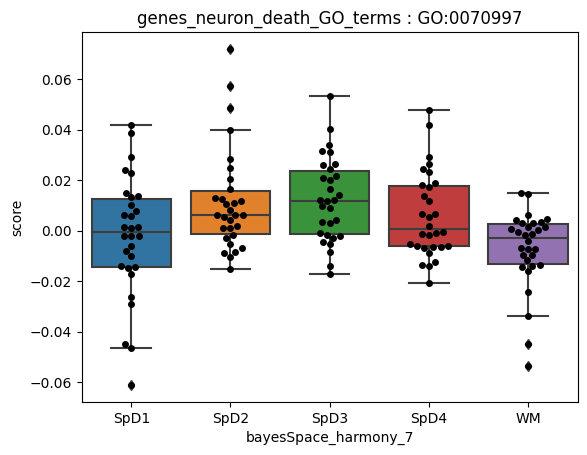 genes_neuron_death_GO_terms : GO:0070997
score
0.06
0.04
0.02
0.00
−0.02
−0.04
−0.06
SpD1 SpD2 SpD3 SpD4 WM
bayesSpace_harmony_7